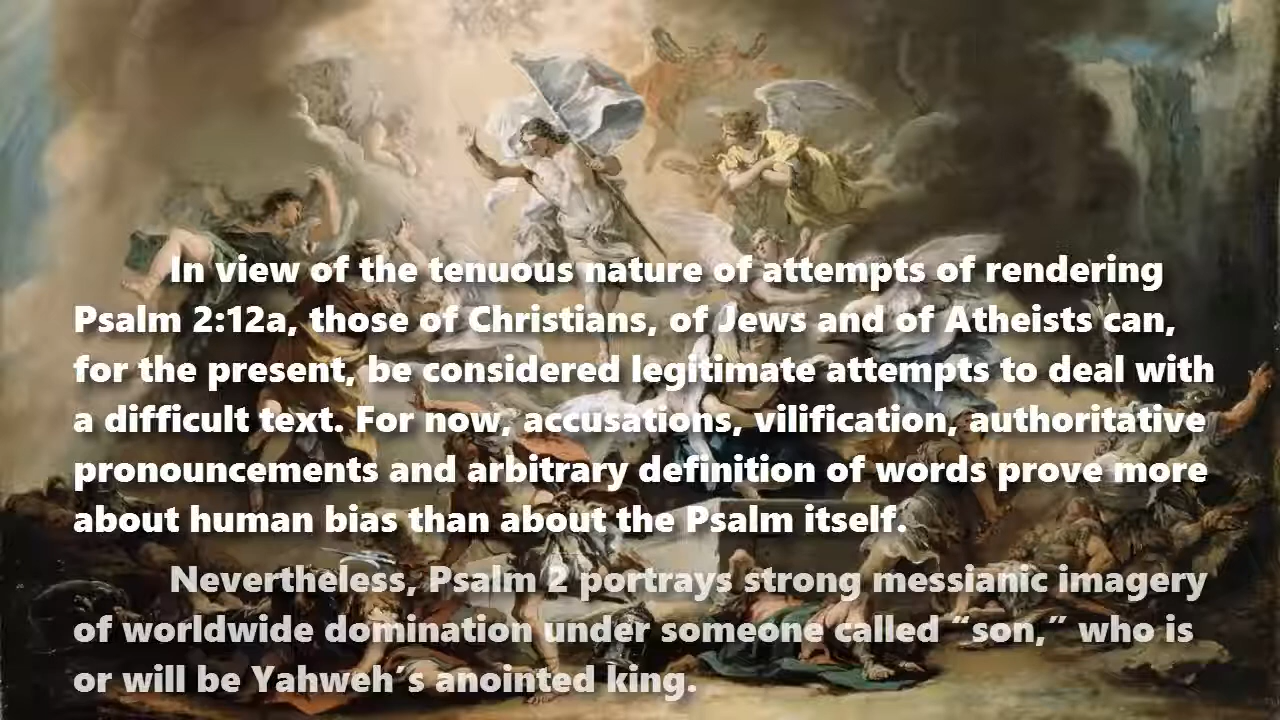 In view of the tenuous nature of attempts of rendering
Psalm 2:12a, those of Christians, of Jews and of Atheists can,
for the present, be considered legitimate attempts to deal with
a difficult text. For now, accusations, vilification, authoritative
pronouncements and arbitrary definition of words prove more
about human bias than about the Psalm itself.
Nevertheless, Psalm 2 portrays strong messianic imagery
of worldwide domination under someone called “son,” who is
or will be Yahweh´s anointed king.